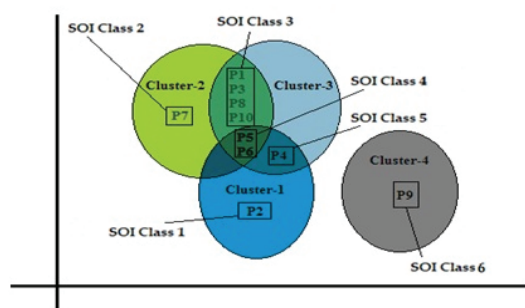 SOI Class 3
SOI Class 2
SOI Class 4
Cluster-2
P1
P3
P8
P10
Cluster-3
SOI Class 5
P7
P5
P6
P4
Cluster-4
Cluster-1
P9
P2
SOI Class 1
SOI Class 6